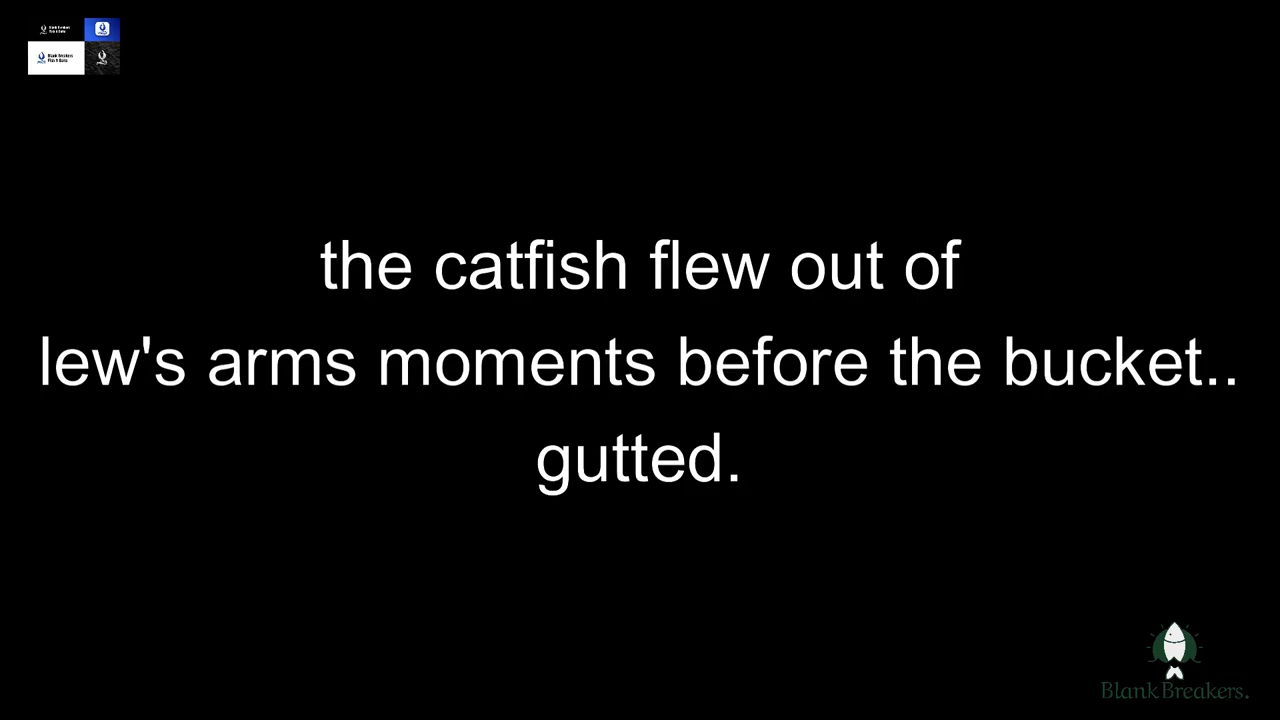 the catfish flew out of
lew's arms moments before the bucket..
gutted.
Blank Breakers.